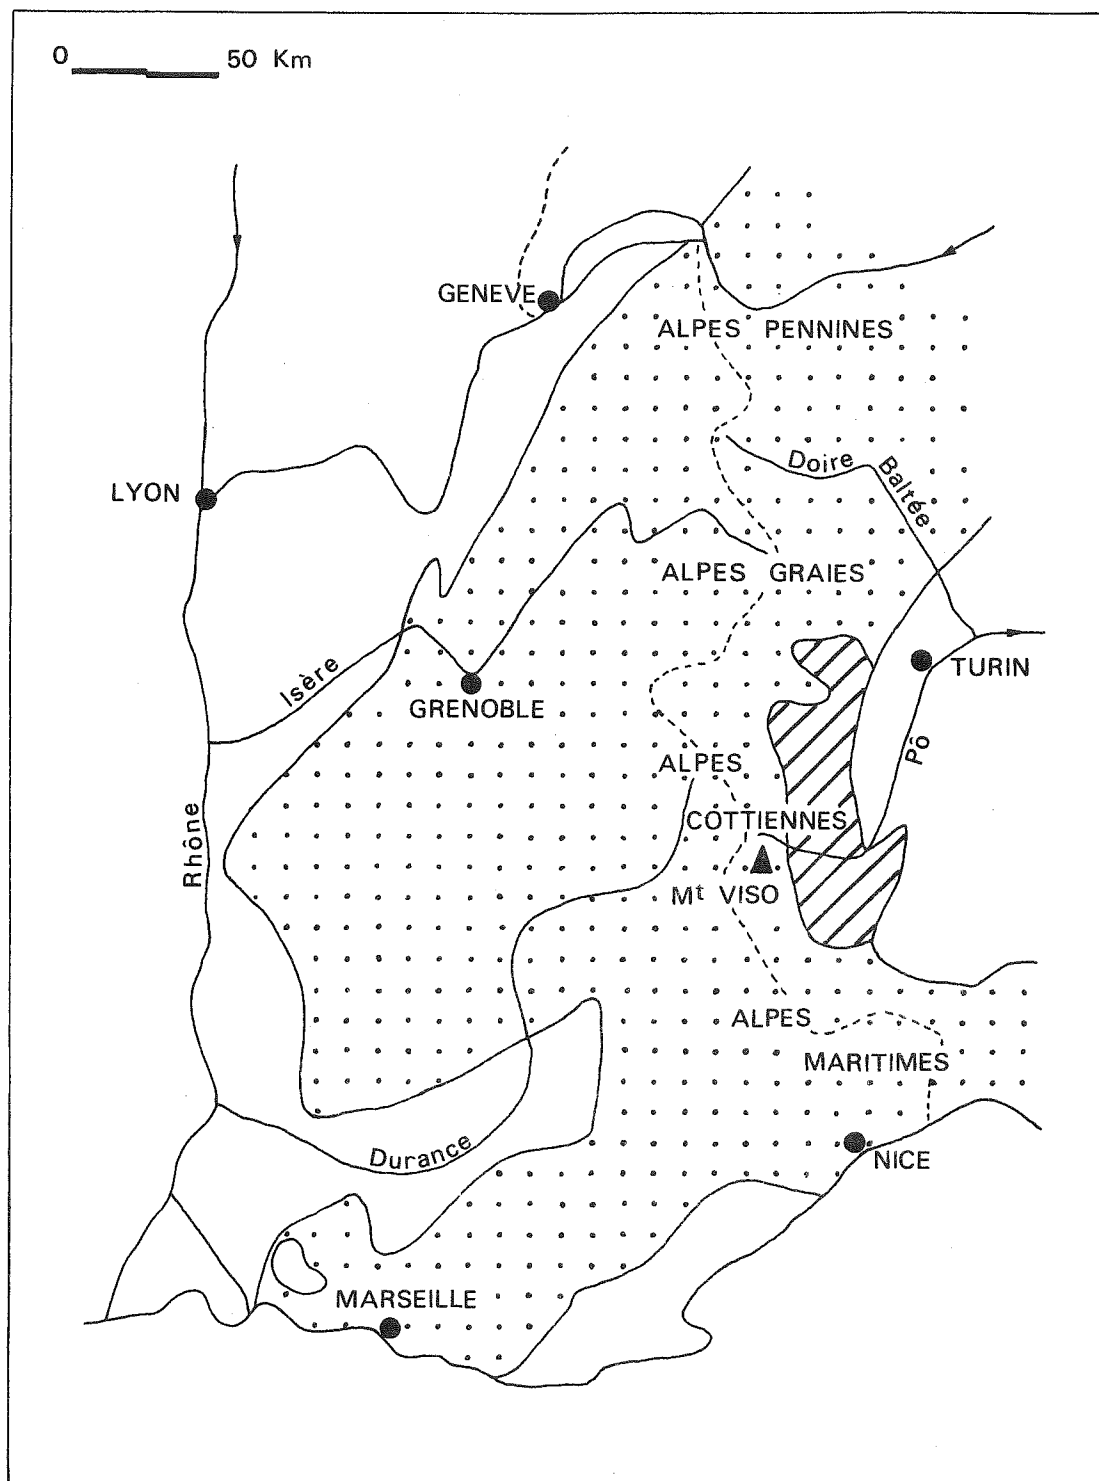 0 50 Km
GENEVE
ALPES PENNINES
LYON
Doire Baltée
ALPES GRAIES
Isère
TURIN
GRENOBLE
Pô
ALPES
COTTIENNES
Rhône
Mt VISO
ALPES
MARITIMES
Durance
NICE
MARSEILLE